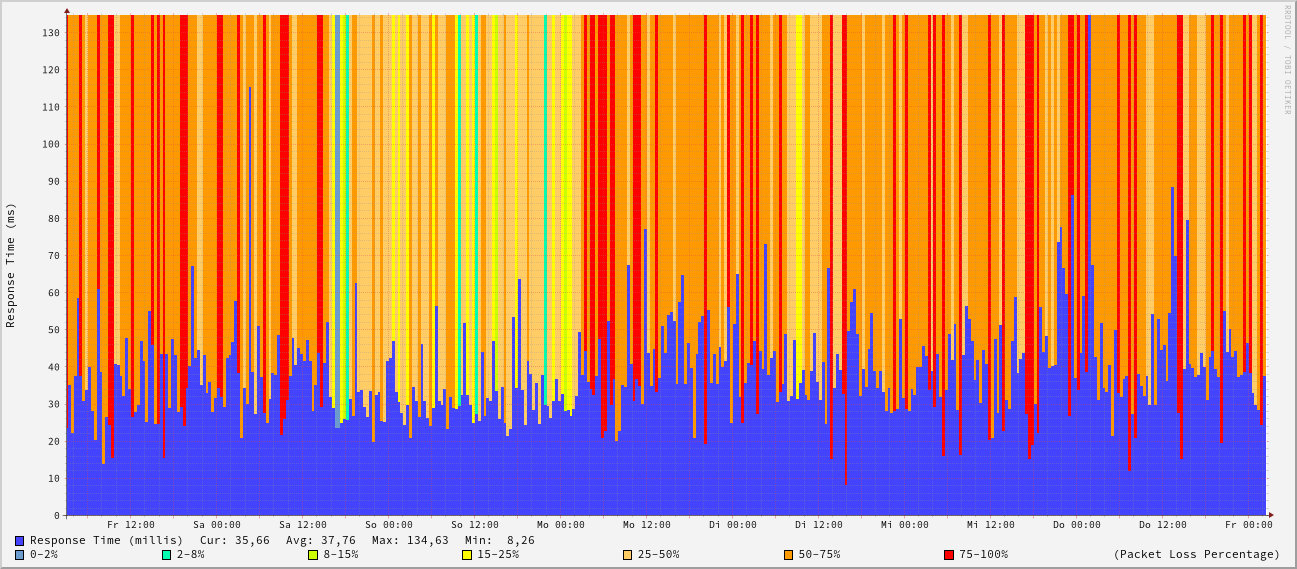 RRDTOOL / TOBI OETIKER
Response Time (ms)
130
120
110
100
90
80
70
60
50
40
30
20
10
0
Fr 12:00 Sa 00:00 Sa 12:00 So 00:00 So 12:00 Mo 00:00 Mo 12:00 Di 00:00 Di 12:00 Mi 00:00 Mi 12:00 Do 00:00 Do 12:00 Fr 00:00
Response Time (millis) Cur: 35,66 Avg: 37,76 Max: 134,63 Min: 8,26
0-2% 2-8% 8-15% 15-25% 25-50% 50-75% 75-100% (Packet Loss Percentage)